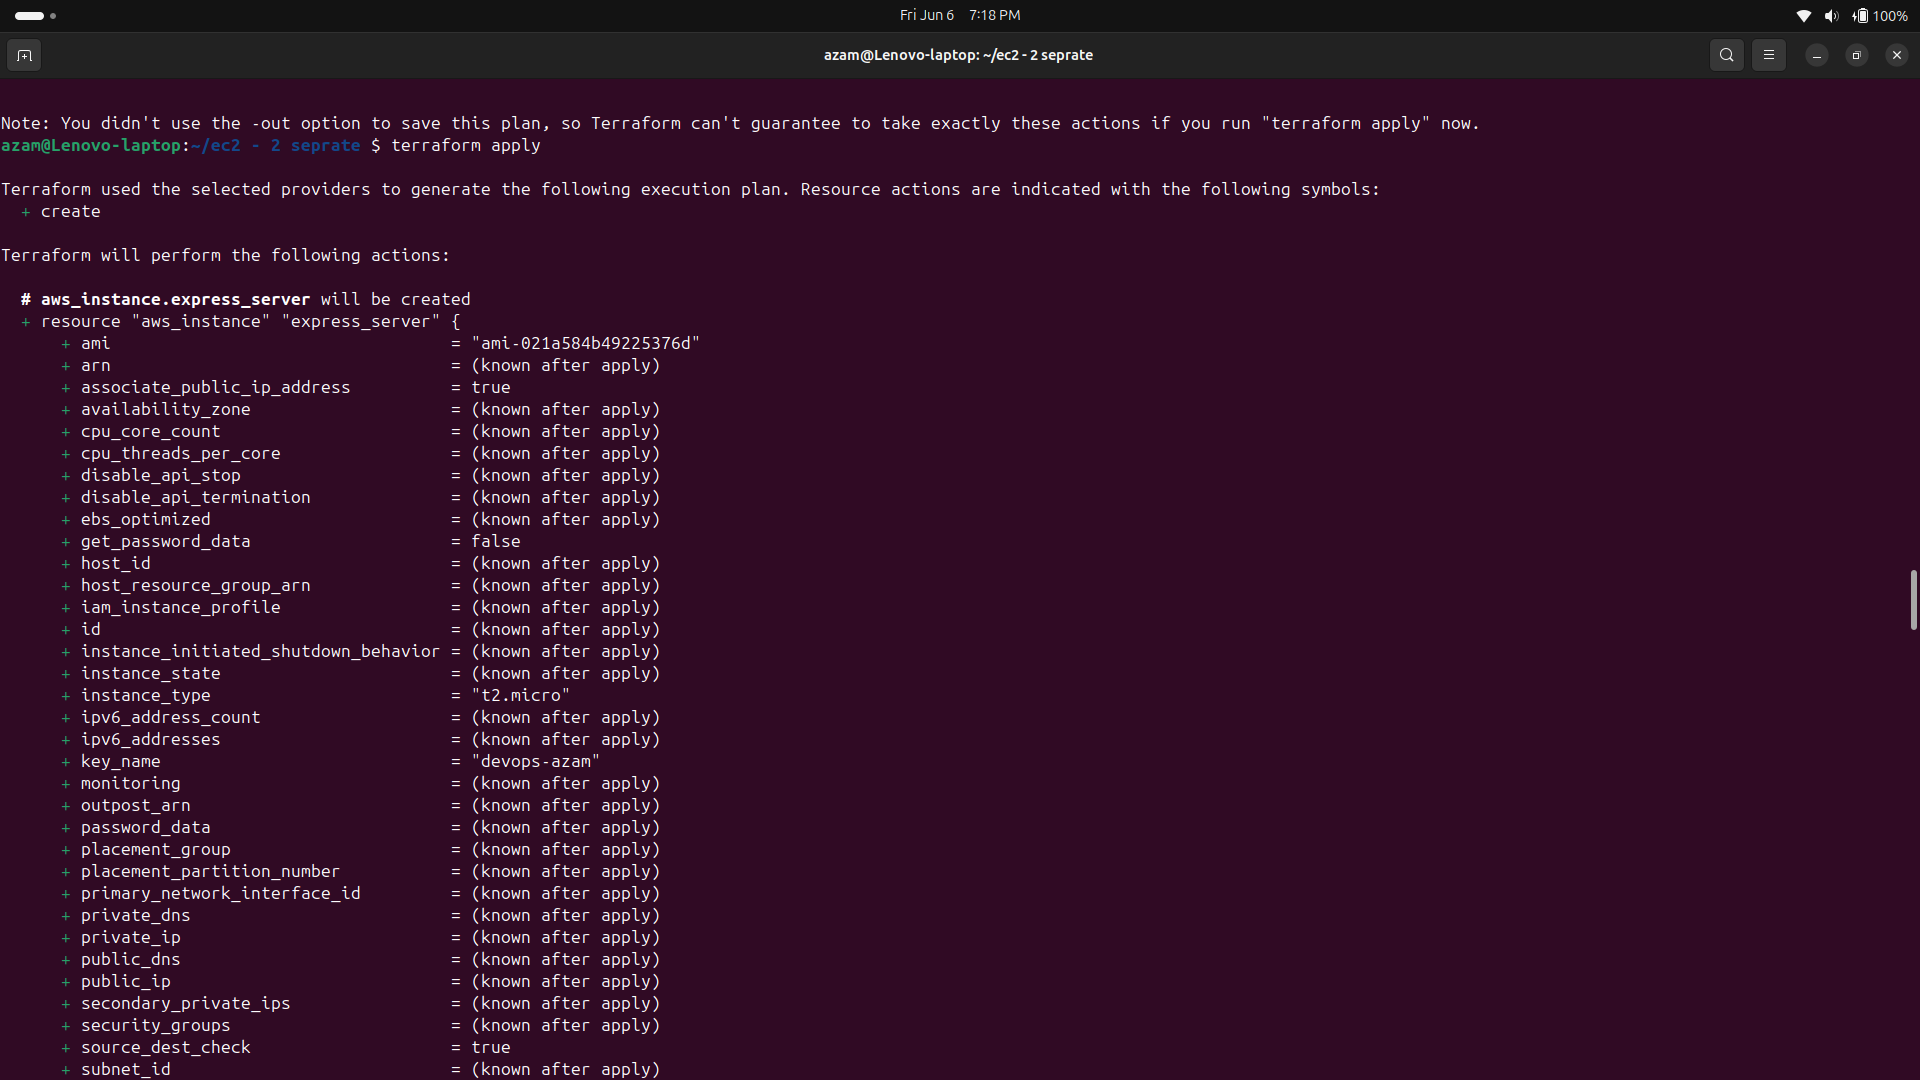 Fri Jun 6 7:18 PM
100%
azam@Lenovo-laptop: ~/ec2 - 2 seprate
Note: You didn't use the -out option to save this plan, so Terraform can't guarantee to take exactly these actions if you run "terraform apply" now.
azam@Lenovo-laptop:~/ec2 - 2 seprate $ terraform apply
Terraform used the selected providers to generate the following execution plan. Resource actions are indicated with the following symbols:
+ create
Terraform will perform the following actions:
# aws_instance.express_server will be created
+ resource "aws_instance" "express_server" {
+ ami = "ami-021a584b49225376d"
+ arn = (known after apply)
+ associate_public_ip_address = true
+ availability_zone = (known after apply)
+ cpu_core_count = (known after apply)
+ cpu_threads_per_core = (known after apply)
+ disable_api_stop = (known after apply)
+ disable_api_termination = (known after apply)
+ ebs_optimized = (known after apply)
+ get_password_data = false
+ host_id = (known after apply)
+ host_resource_group_arn = (known after apply)
+ iam_instance_profile = (known after apply)
+ id = (known after apply)
+ instance_initiated_shutdown_behavior = (known after apply)
+ instance_state = (known after apply)
+ instance_type = "t2.micro"
+ ipv6_address_count = (known after apply)
+ ipv6_addresses = (known after apply)
+ key_name = "devops-azam"
+ monitoring = (known after apply)
+ outpost_arn = (known after apply)
+ password_data = (known after apply)
+ placement_group = (known after apply)
+ placement_partition_number = (known after apply)
+ primary_network_interface_id = (known after apply)
+ private_dns = (known after apply)
+ private_ip = (known after apply)
+ public_dns = (known after apply)
+ public_ip = (known after apply)
+ secondary_private_ips = (known after apply)
+ security_groups = (known after apply)
+ source_dest_check = true
+ subnet_id = (known after apply)